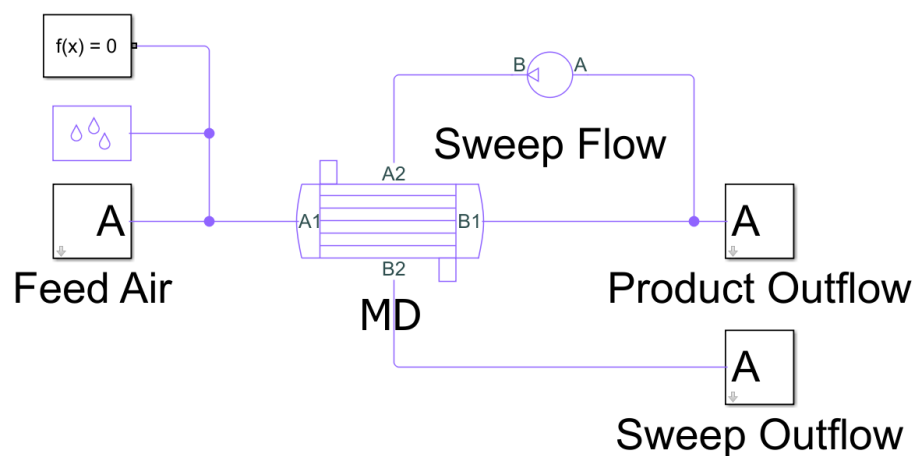 f(x) = 0
B
A
Sweep Flow
A2
A
A1
B1
A
Feed Air
B2
Product Outflow
MD
A
Sweep Outflow